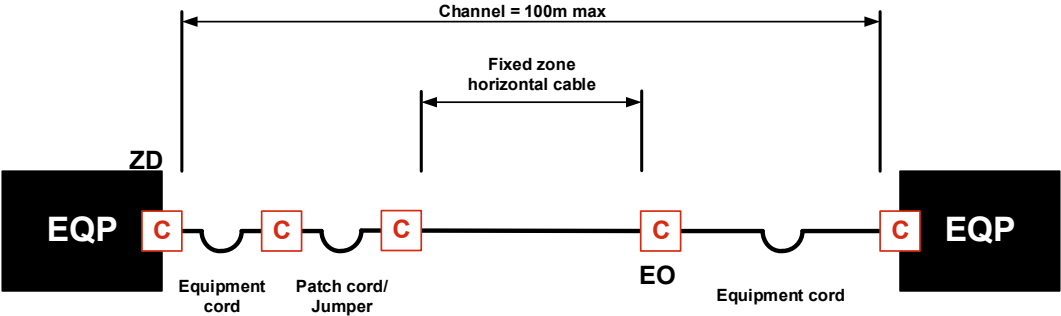 Channel = 100m max
Fixed zone
horizontal cable
ZD
EQP
C
C
C
C
C
EQP
EO
Equipment
cord
Patch cord/
Jumper
Equipment cord